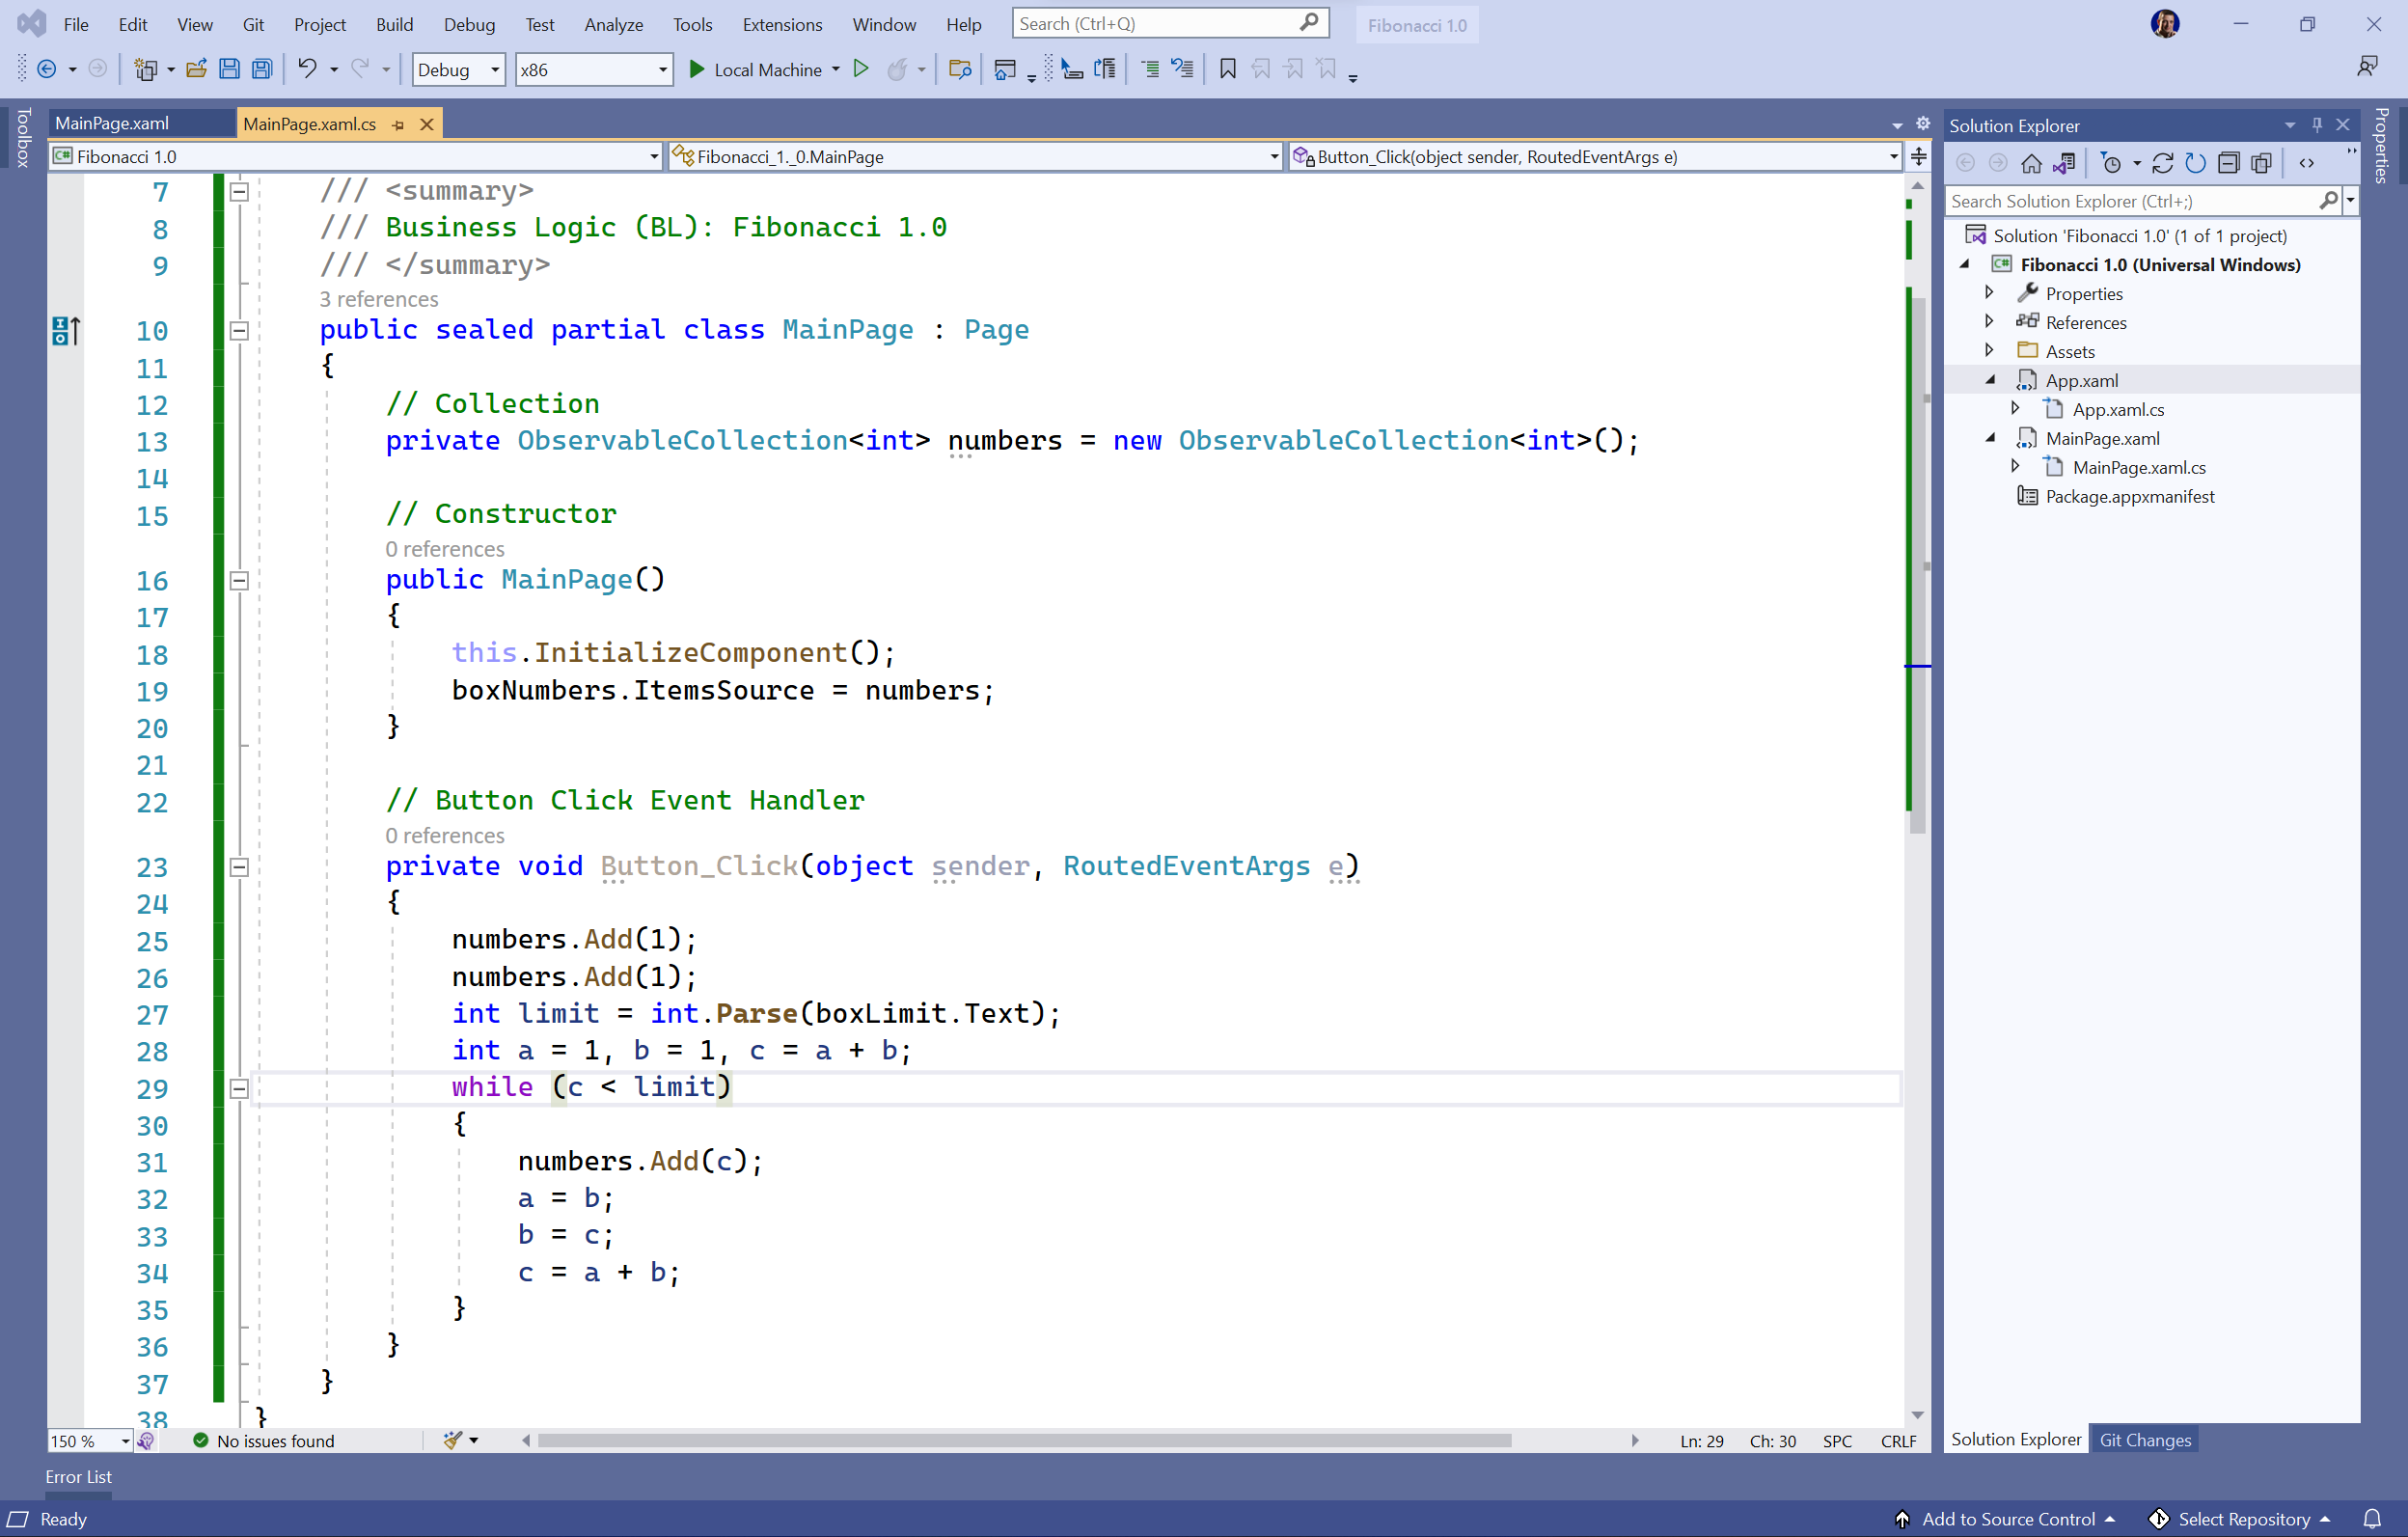 File Edit View Git Project Build Debug Test Analyze Tools Extensions Window Help Search (Ctrl+Q) Fibonacci 1.0
Debug x86 Local Machine
Toolbox
MainPage.xaml MainPage.xaml.cs
Fibonacci 1.0 Fibonacci_1._0.MainPage Button_Click(object sender, RoutedEventArgs e)
7 /// <summary>
8 /// Business Logic (BL): Fibonacci 1.0
9 /// </summary>
3 references
10 public sealed partial class MainPage : Page
11 {
12 // Collection
13 private ObservableCollection<int> numbers = new ObservableCollection<int>();
14
15 // Constructor
0 references
16 public MainPage()
17 {
18 this.InitializeComponent();
19 boxNumbers.ItemsSource = numbers;
20 }
21
22 // Button Click Event Handler
0 references
23 private void Button_Click(object sender, RoutedEventArgs e)
24 {
25 numbers.Add(1);
26 numbers.Add(1);
27 int limit = int.Parse(boxLimit.Text);
28 int a = 1, b = 1, c = a + b;
29 while (c < limit)
30 {
31 numbers.Add(c);
32 a = b;
33 b = c;
34 c = a + b;
35 }
36 }
37 }
38 }
150 % No issues found Ln: 29 Ch: 30 SPC CRLF
Solution Explorer
Search Solution Explorer (Ctrl+;)
Solution 'Fibonacci 1.0' (1 of 1 project)
C# Fibonacci 1.0 (Universal Windows)
Properties
References
Assets
App.xaml
App.xaml.cs
MainPage.xaml
MainPage.xaml.cs
Package.appxmanifest
Solution Explorer Git Changes
Properties
Error List
Ready Add to Source Control Select Repository